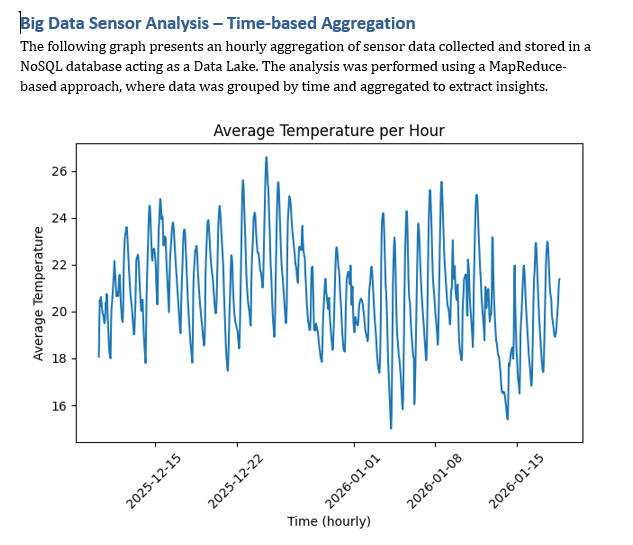 Big Data Sensor Analysis – Time-based Aggregation
The following graph presents an hourly aggregation of sensor data collected and stored in a
NoSQL database acting as a Data Lake. The analysis was performed using a MapReduce-
based approach, where data was grouped by time and aggregated to extract insights.
Average Temperature per Hour
Average Temperature
26
24
22
20
18
16
2025-12-15
2025-12-22
2026-01-01
2026-01-08
2026-01-15
Time (hourly)